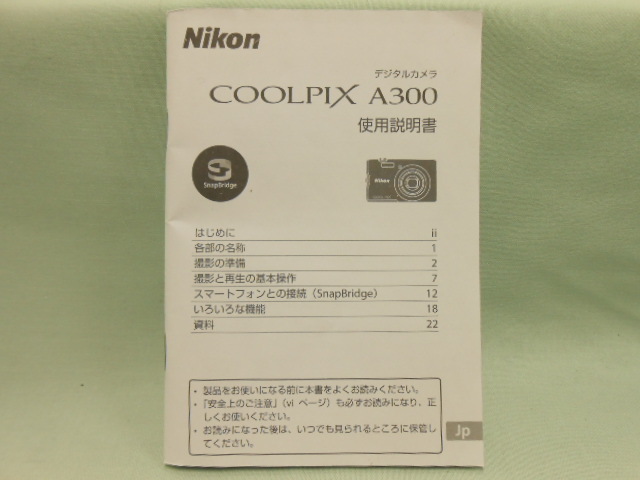 Nikon
デジタルカメラ
COOLPIX A300
使用説明書
SnapBridge
Nikon
はじめに ii
各部の名称 1
撮影の準備 2
撮影と再生の基本操作 7
スマートフォンとの接続（SnapBridge） 12
いろいろな機能 18
資料 22
・ 製品をお使いになる前に本書をよくお読みください。
・ 「安全上のご注意」（vi ページ）も必ずお読みになり、正
しくお使いください。
・ お読みになった後は、いつでも見られるところに保管し
てください。
Jp